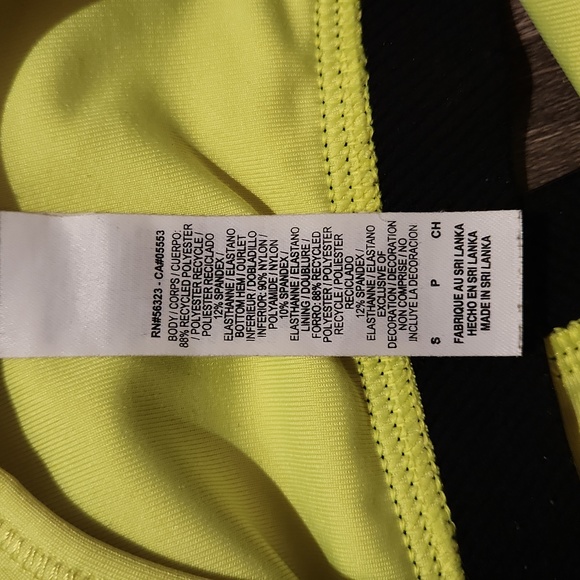 RN#56323 - CA#05553
BODY / CORPS / CUERPO:
88% RECYCLED POLYESTER
/ POLYESTER RECYCLÉ /
POLIÉSTER RECICLADO
12% SPANDEX /
ELASTHANNE / ELASTANO
BOTTOM HEM / OURLET
INFERIEUR / DOBLADILLO
INFERIOR: 90% NYLON /
POLYAMIDE / NYLON
10% SPANDEX /
ELASTHANNE / ELASTANO
LINING / DOUBLURE /
FORRO: 88% RECYCLED
POLYESTER / POLYESTER
RECYCLÉ / POLIÉSTER
RECICLADO
12% SPANDEX /
ELASTHANNE / ELASTANO
EXCLUSIVE OF
DECORATION / DÉCORATION
NON COMPRISE / NO
INCLUYE LA DECORACIÓN
S P CH
FABRIQUÉ AU SRI LANKA
HECHO EN SRI LANKA
MADE IN SRI LANKA